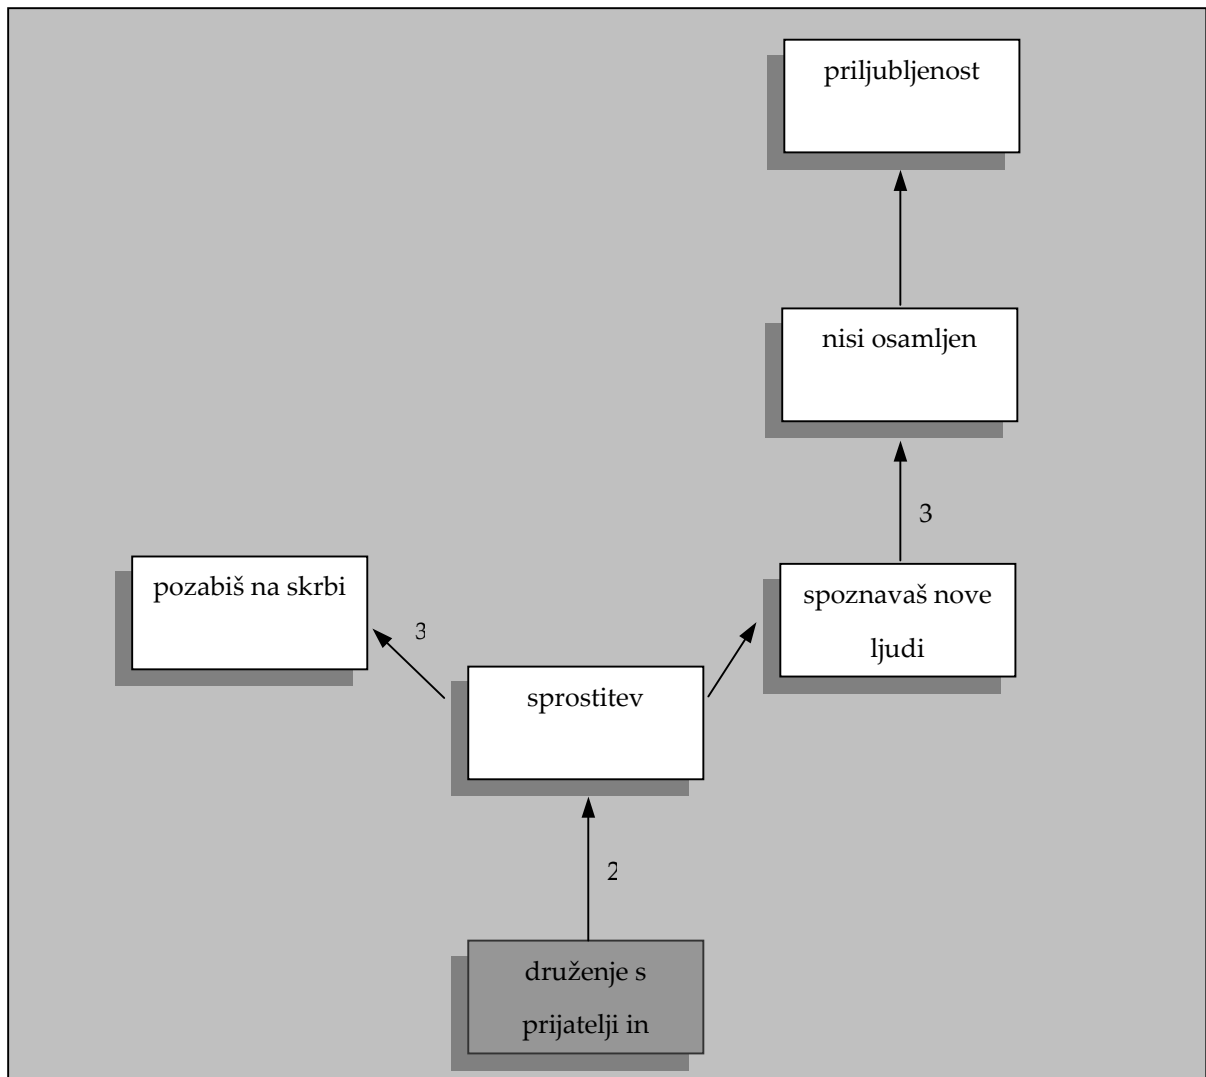 priljubljenost
nisi osamljen
3
pozabiš na skrbi
spoznavaš nove
ljudi
3
sprostitev
2
druženje s
prijatelji in